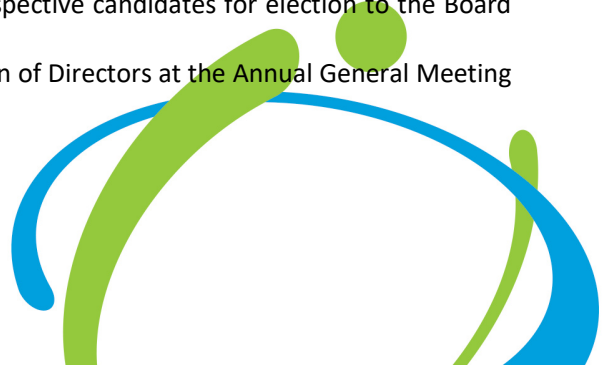 spective candidates for election to the Board
n of Directors at the Annual General Meeting